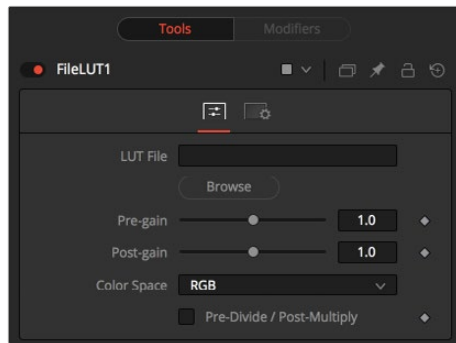 Tools Modifiers
FileLUT1
LUT File
Browse
Pre-gain 1.0
Post-gain 1.0
Color Space RGB
Pre-Divide / Post-Multiply